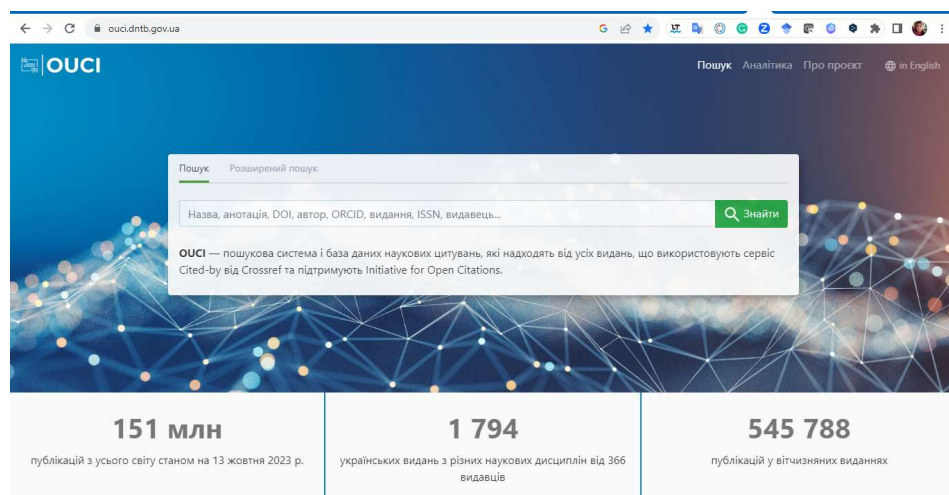 ouci.dntb.gov.ua
OUCI
Пошук Аналітика Про проєкт in English
Пошук Розширений пошук
Назва, анотація, DOI, автор, ORCID, видання, ISSN, видавець...
Знайти
OUCI — пошукова система і база даних наукових цитувань, які надходять від усіх видань, що використовують сервіс
Cited-by від Crossref та підтримують Initiative for Open Citations.
151 млн
публікацій з усього світу станом на 13 жовтня 2023 р.
1 794
українських видань з різних наукових дисциплін від 366
видавців
545 788
публікацій у вітчизняних виданнях